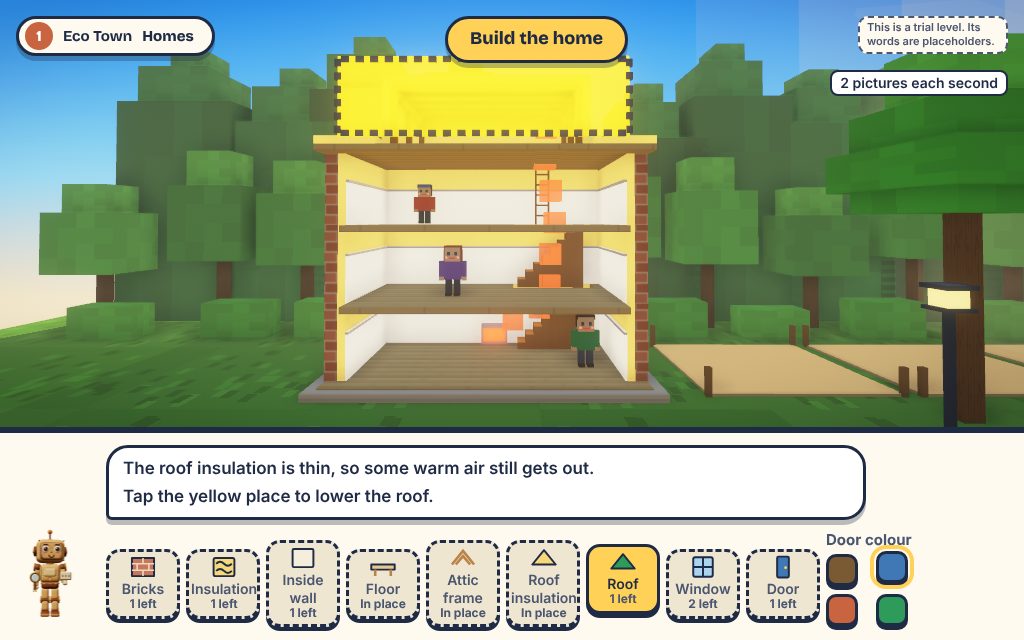 1 Eco Town Homes
Build the home
This is a trial level. Its
words are placeholders.
2 pictures each second
The roof insulation is thin, so some warm air still gets out.
Tap the yellow place to lower the roof.
Door colour
Bricks
1 left
Insulation
1 left
Inside
wall
1 left
Floor
In place
Attic
frame
In place
Roof
insulation
In place
Roof
1 left
Window
2 left
Door
1 left